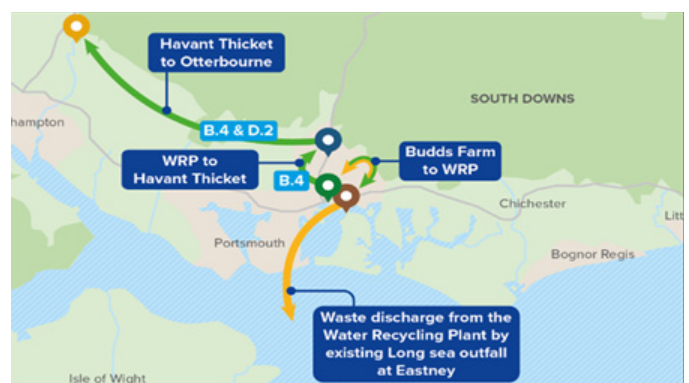 Havant Thicket
to Otterbourne
SOUTH DOWNS
hampton
B.4 & D.2
WRP to
Havant Thicket
B.4
Budds Farm
to WRP
Chichester
Litt
Portsmouth
Bognor Regis
Waste discharge from the
Water Recycling Plant by
existing Long sea outfall
at Eastney
Isle of Wight